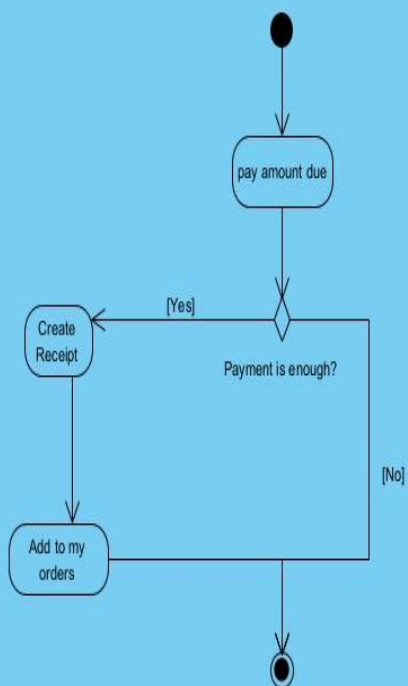 pay amount due
[Yes]
Create
Receipt
Payment is enough?
[No]
Add to my
orders